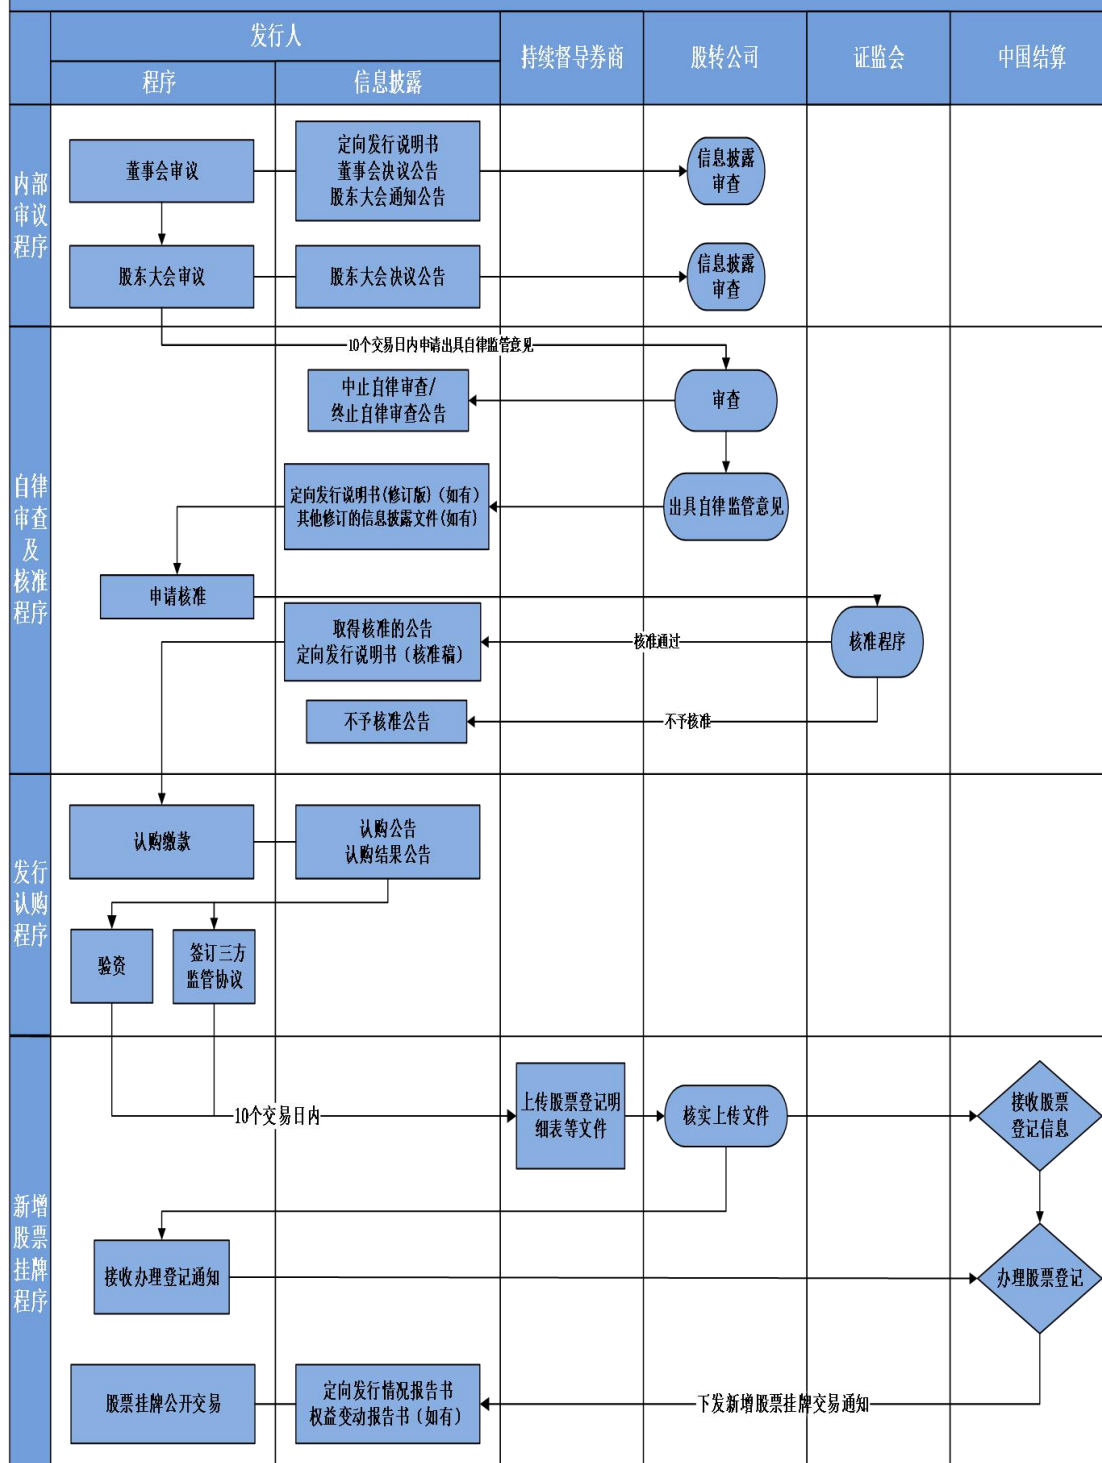 发行人
持续督导券商
股转公司
证监会
中国结算
程序
信息披露
内部
审议
程序
董事会审议
定向发行说明书
董事会决议公告
股东大会通知公告
信息披露
审查
股东大会审议
股东大会决议公告
信息披露
审查
自律
审查
及
核准
程序
10个交易日内申请出具自律监管意见
中止自律审查/
终止自律审查公告
审查
定向发行说明书(修订版)（如有）
其他修订的信息披露文件(如有)
出具自律监管意见
申请核准
取得核准的公告
定向发行说明书（核准稿）
核准通过
核准程序
不予核准公告
不予核准
发行
认购
程序
认购缴款
认购公告
认购结果公告
验资
签订三方
监管协议
新增
股票
挂牌
程序
10个交易日内
上传股票登记明
细表等文件
核实上传文件
接收股票
登记信息
接收办理登记通知
办理股票登记
股票挂牌公开交易
定向发行情况报告书
权益变动报告书（如有）
下发新增股票挂牌交易通知